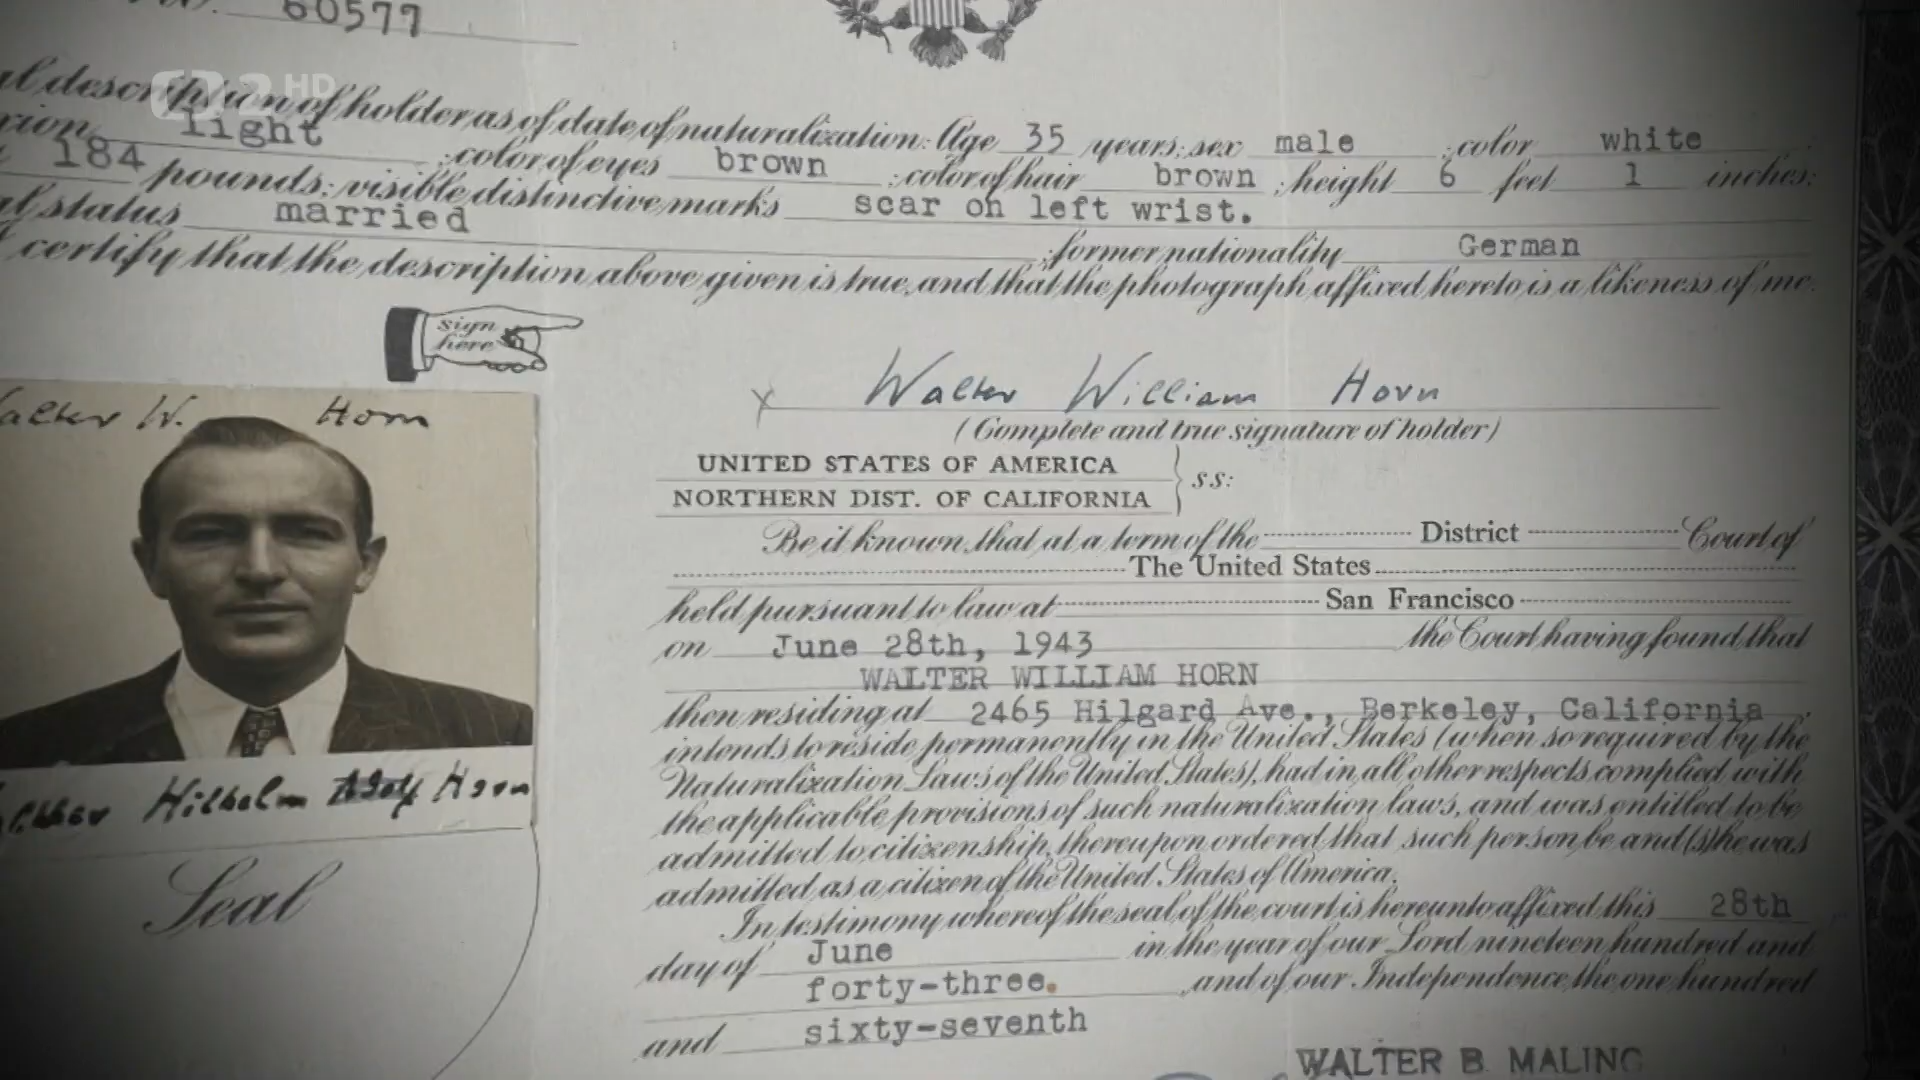 60577
2 HD
description of holder as of date of naturalization: Age 35 years; sex male ; color white
light ; color of eyes brown ; color of hair brown ; height 6 feet 1 inches;
184 pounds; visible distinctive marks scar on left wrist.
status married ; former nationality German
certify that the description above given is true, and that the photograph affixed hereto is a likeness of me.
sign
here
x Walter William Horn
(Complete and true signature of holder)
W. Horn
Wilhelm Adolf Horn
Seal
UNITED STATES OF AMERICA
NORTHERN DIST. OF CALIFORNIA
ss:
Be it known, that at a term of the District Court of
The United States
held pursuant to law at San Francisco
on June 28th, 1943 the Court having found that
WALTER WILLIAM HORN
then residing at 2465 Hilgard Ave., Berkeley, California
intends to reside permanently in the United States (when so required by the
Naturalization Laws of the United States), had in all other respects complied with
the applicable provisions of such naturalization laws, and was entitled to be
admitted to citizenship, thereupon ordered that such person be and (s)he was
admitted as a citizen of the United States of America.
In testimony whereof the seal of the court is hereunto affixed this 28th
day of June in the year of our Lord nineteen hundred and
forty-three. and of our Independence the one hundred
and sixty-seventh
WALTER B. MALING